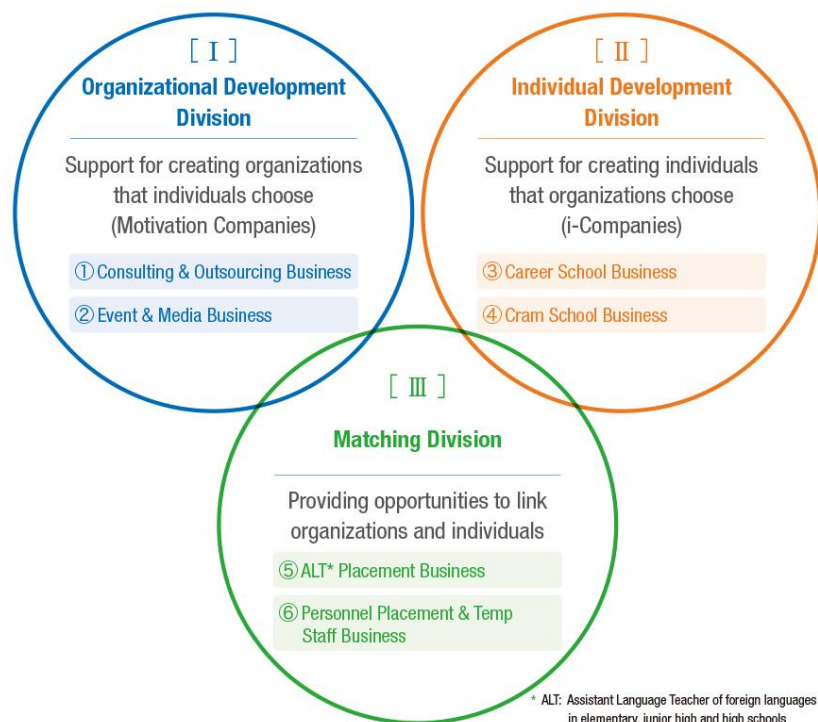 [ Ⅰ ]
Organizational Development
Division
Support for creating organizations
that individuals choose
(Motivation Companies)
① Consulting & Outsourcing Business
② Event & Media Business
[ Ⅱ ]
Individual Development
Division
Support for creating individuals
that organizations choose
(i-Companies)
③ Career School Business
④ Cram School Business
[ Ⅲ ]
Matching Division
Providing opportunities to link
organizations and individuals
⑤ ALT* Placement Business
⑥ Personnel Placement & Temp
Staff Business
* ALT: Assistant Language Teacher of foreign languages
in elementary, junior high and high schools